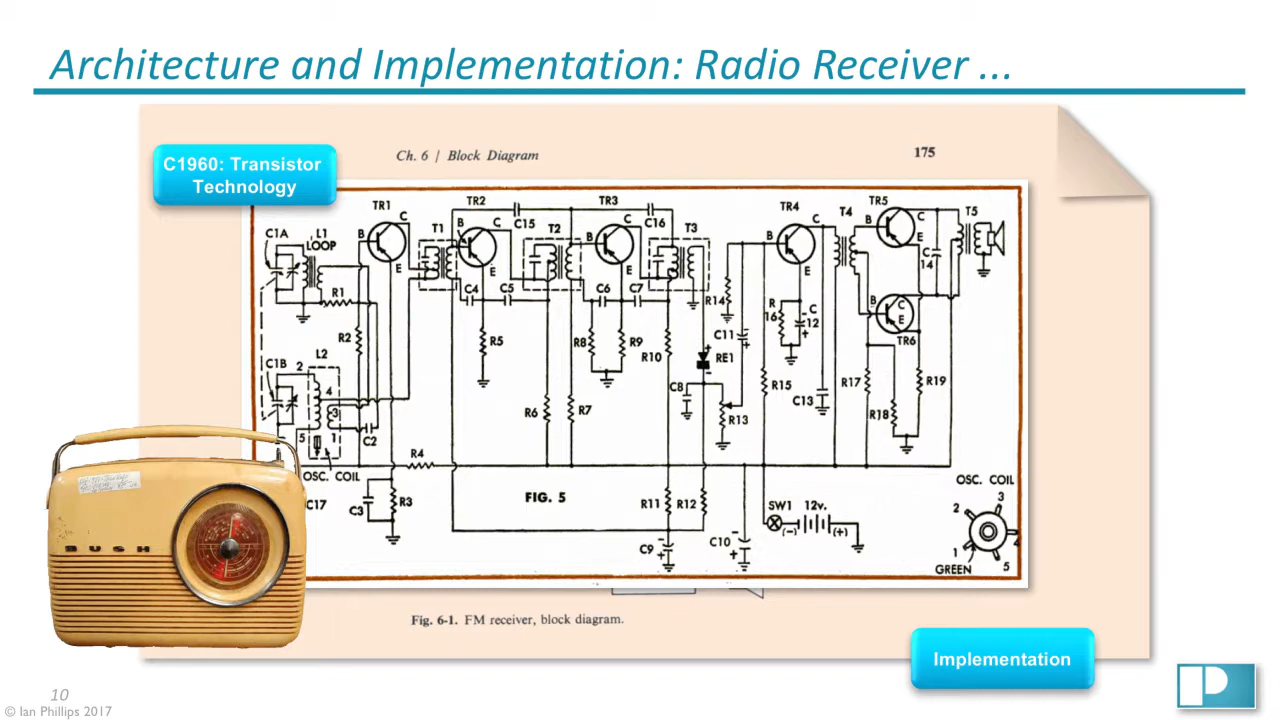 Architecture and Implementation: Radio Receiver ...
C1960: Transistor
Technology
Ch. 6 / Block Diagram
175
TR1
TR2
TR3
TR4
TR5
C1A
L1
LOOP
B
C
E
T1
B
C
E
C15
T2
B
C
E
C16
T3
B
C
E
T4
B
C
E
T5
C
14
R1
R2
C4
C5
C6
C7
R14
R
16
C
12
-
+
B
C
E
TR6
C1B
L2
2
4
3
5
1
C2
R5
R8
R9
R10
C11
-
+
+
RE1
-
C8
R15
C13
R17
R19
R6
R7
R13
R18
OSC. COIL
R4
C17
C3
R3
FIG. 5
R11
R12
SW1
12v.
(-)
(+)
C9
-
+
C10
-
+
OSC. COIL
2
3
4
1
5
GREEN
BUSH
Fig. 6-1. FM receiver, block diagram.
Implementation
10
© Ian Phillips 2017
P